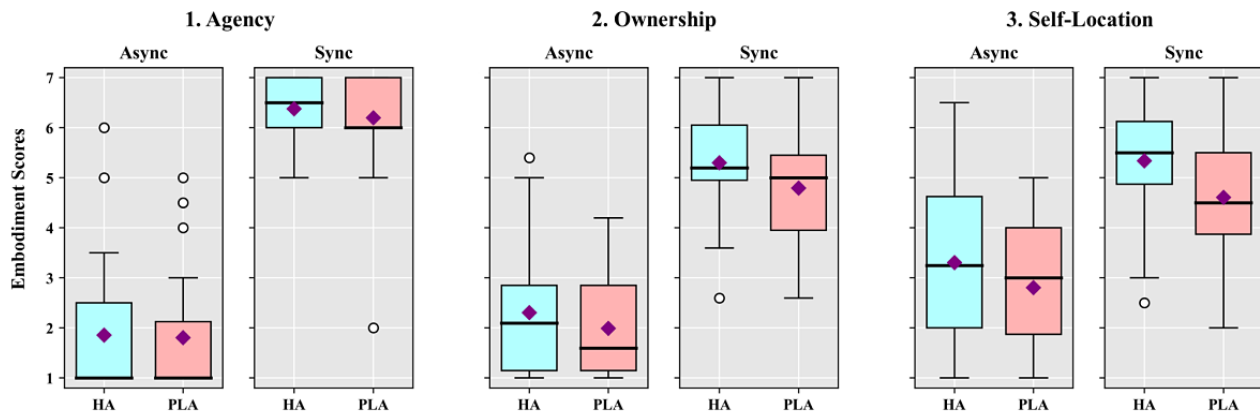 1. Agency
2. Ownership
3. Self-Location
Async
Sync
Async
Sync
Async
Sync
Embodiment Scores
7
6
5
4
3
2
1
HA
PLA
HA
PLA
HA
PLA
HA
PLA
HA
PLA
HA
PLA